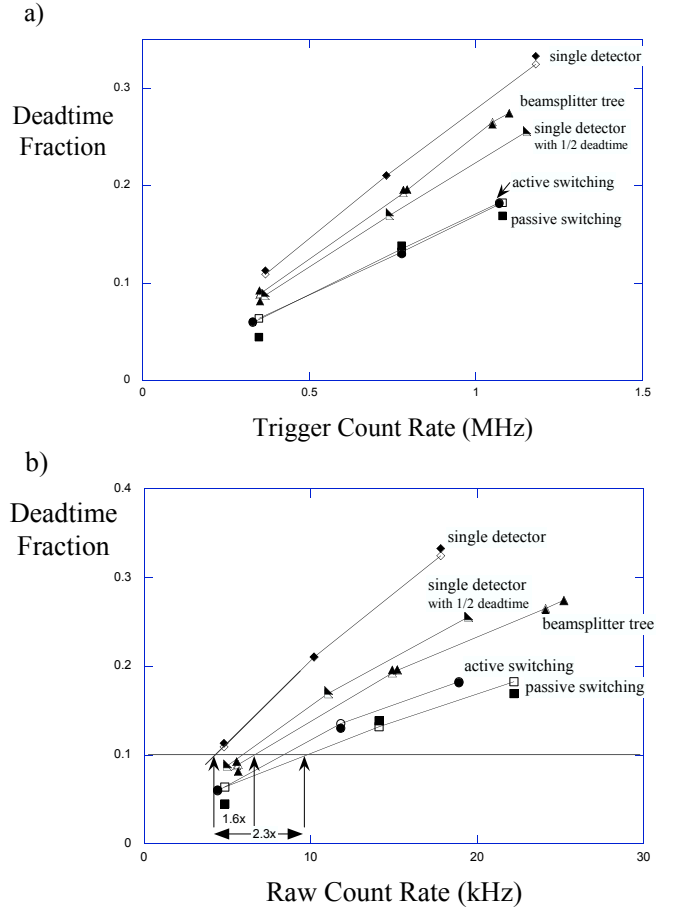 a)
Deadtime
Fraction
0.3
0.2
0.1
0
0
0.5
1
1.5
single detector
beamsplitter tree
single detector
with 1/2 deadtime
active switching
passive switching
Trigger Count Rate (MHz)
b)
Deadtime
Fraction
0.4
0.3
0.2
0.1
0
0
10
20
30
single detector
single detector
with 1/2 deadtime
beamsplitter tree
active switching
passive switching
1.6x
2.3x
Raw Count Rate (kHz)